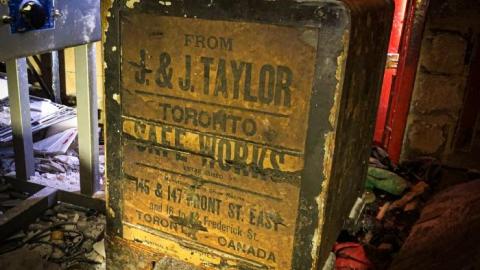 FROM
J. & J. TAYLOR
TORONTO
SAFE WORKS
145 & 147 FRONT ST. EAST
Frederick St.
TORONTO CANADA